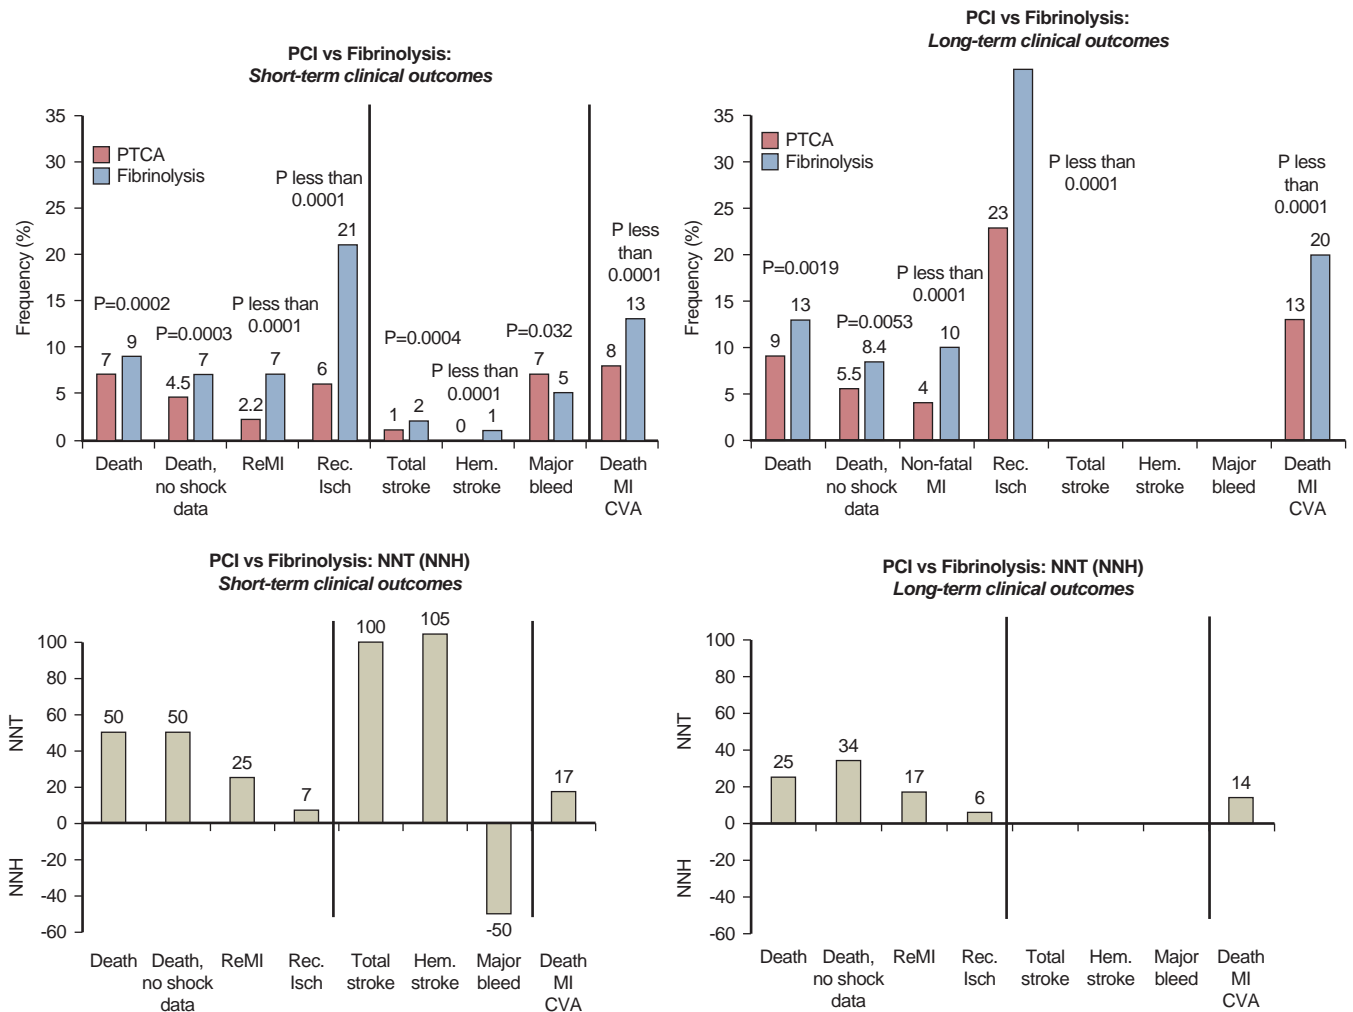 PCI vs Fibrinolysis:
Short-term clinical outcomes
35
30
25
20
15
10
5
0
Frequency (%)
PTCA
Fibrinolysis
P less than
0.0001
21
P=0.0002
P=0.0003
P less than
0.0001
7
9
4.5
7
2.2
7
6
P=0.0004
P less than
0.0001
P=0.032
1
2
0
1
7
5
P less
than
0.0001
13
8
Death
Death,
no shock
data
ReMI
Rec.
Isch
Total
stroke
Hem.
stroke
Major
bleed
Death
MI
CVA
PCI vs Fibrinolysis:
Long-term clinical outcomes
35
30
25
20
15
10
5
0
Frequency (%)
PTCA
Fibrinolysis
P less than
0.0001
P less
than
0.0001
P=0.0019
P=0.0053
P less than
0.0001
9
13
5.5
8.4
4
10
23
13
20
Death
Death,
no shock
data
Non-fatal
MI
Rec.
Isch
Total
stroke
Hem.
stroke
Major
bleed
Death
MI
CVA
PCI vs Fibrinolysis: NNT (NNH)
Short-term clinical outcomes
100
80
60
40
20
0
-20
-40
-60
NNT
NNH
50
50
25
7
100
105
-50
17
Death
Death,
no shock
data
ReMI
Rec.
Isch
Total
stroke
Hem.
stroke
Major
bleed
Death
MI
CVA
PCI vs Fibrinolysis: NNT (NNH)
Long-term clinical outcomes
100
80
60
40
20
0
-20
-40
-60
NNT
NNH
25
34
17
6
14
Death
Death,
no shock
data
ReMI
Rec.
Isch
Total
stroke
Hem.
stroke
Major
bleed
Death
MI
CVA